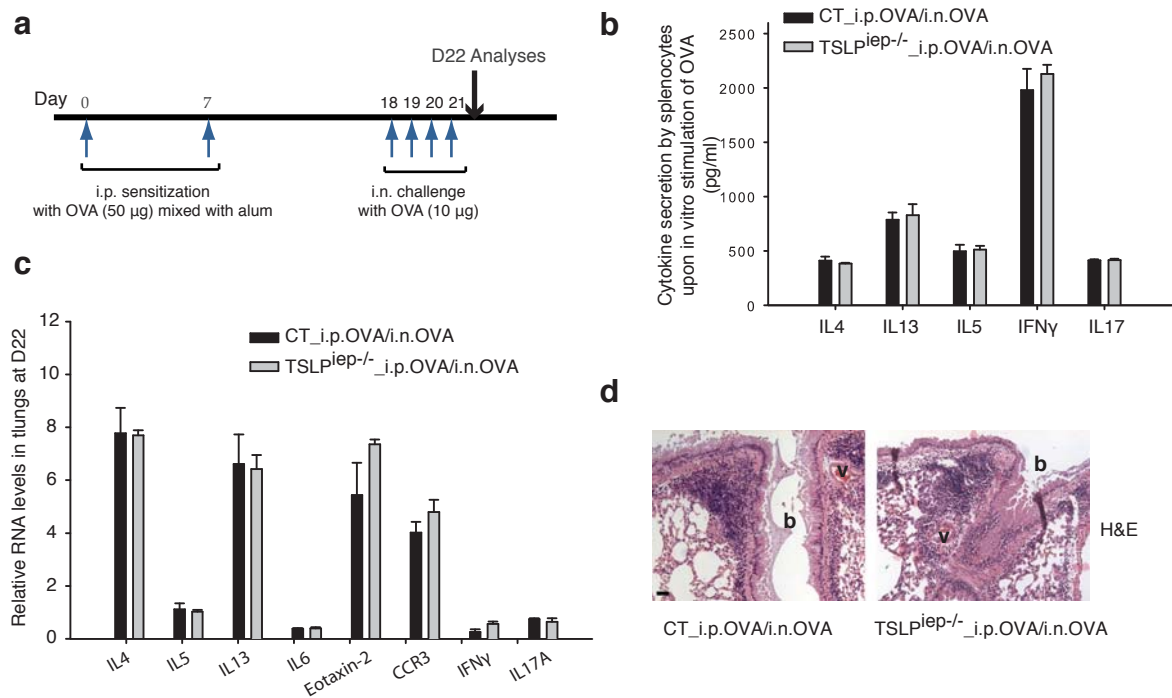 a
D22 Analyses
Day 0 7 18 19 20 21
i.p. sensitization
with OVA (50 µg) mixed with alum
i.n. challenge
with OVA (10 µg)
b
CT_i.p.OVA/i.n.OVA
TSLPiep-/-_i.p.OVA/i.n.OVA
Cytokine secretion by splenocytes
upon in vitro stimulation of OVA
(pg/ml)
2500
2000
1500
1000
500
0
IL4 IL13 IL5 IFNγ IL17
c
CT_i.p.OVA/i.n.OVA
TSLPiep-/-_i.p.OVA/i.n.OVA
Relative RNA levels in tlungs at D22
12
10
8
6
4
2
0
IL4 IL5 IL13 IL6 Eotaxin-2 CCR3 IFNγ IL17A
d
v
b
b
v
H&E
CT_i.p.OVA/i.n.OVA
TSLPiep-/-_i.p.OVA/i.n.OVA